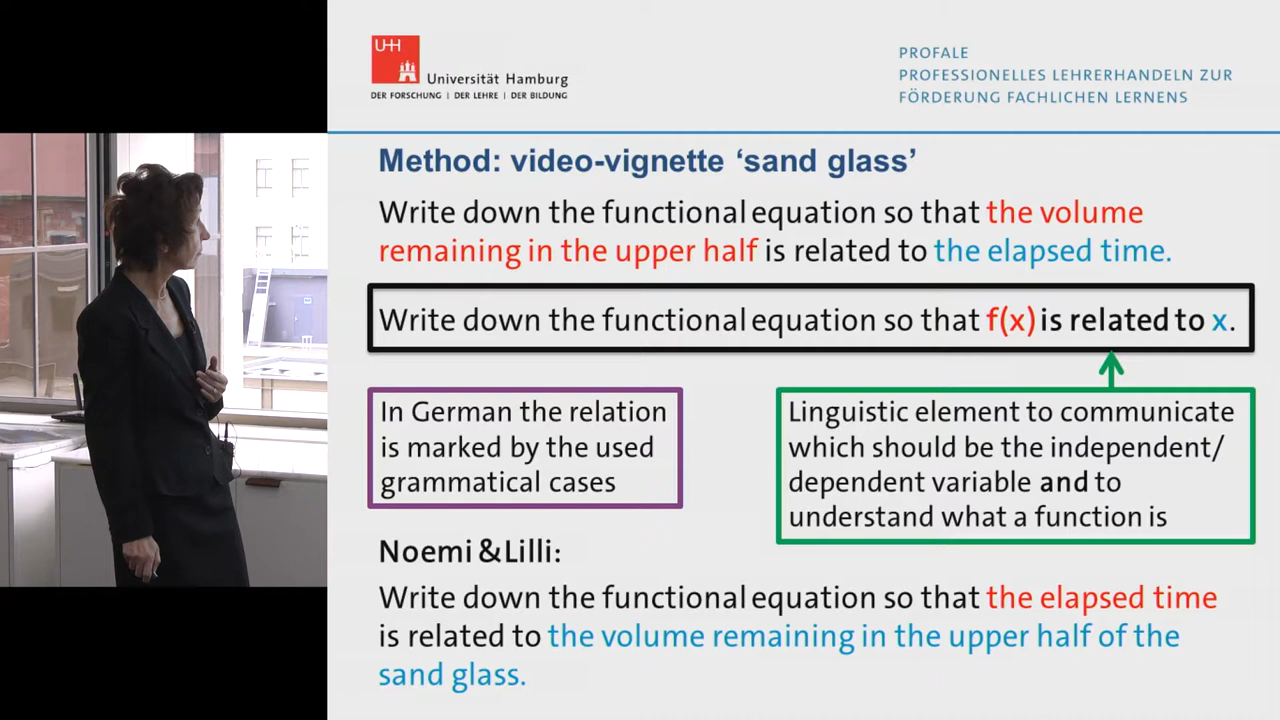 UHH
Universität Hamburg
DER FORSCHUNG | DER LEHRE | DER BILDUNG
PROFALE
PROFESSIONELLES LEHRERHANDELN ZUR
FÖRDERUNG FACHLICHEN LERNENS
Method: video-vignette ‘sand glass’
Write down the functional equation so that the volume
remaining in the upper half is related to the elapsed time.
Write down the functional equation so that f(x) is related to x.
In German the relation
is marked by the used
grammatical cases
Linguistic element to communicate
which should be the independent/
dependent variable and to
understand what a function is
Noemi &Lilli:
Write down the functional equation so that the elapsed time
is related to the volume remaining in the upper half of the
sand glass.